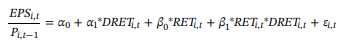 EPS_{i,t} / P_{i,t−1} = α_0 + α_1*DRET_{i,t} + β_0*RET_{i,t} + β_1*RET_{i,t}*DRET_{i,t} + ε_{i,t}